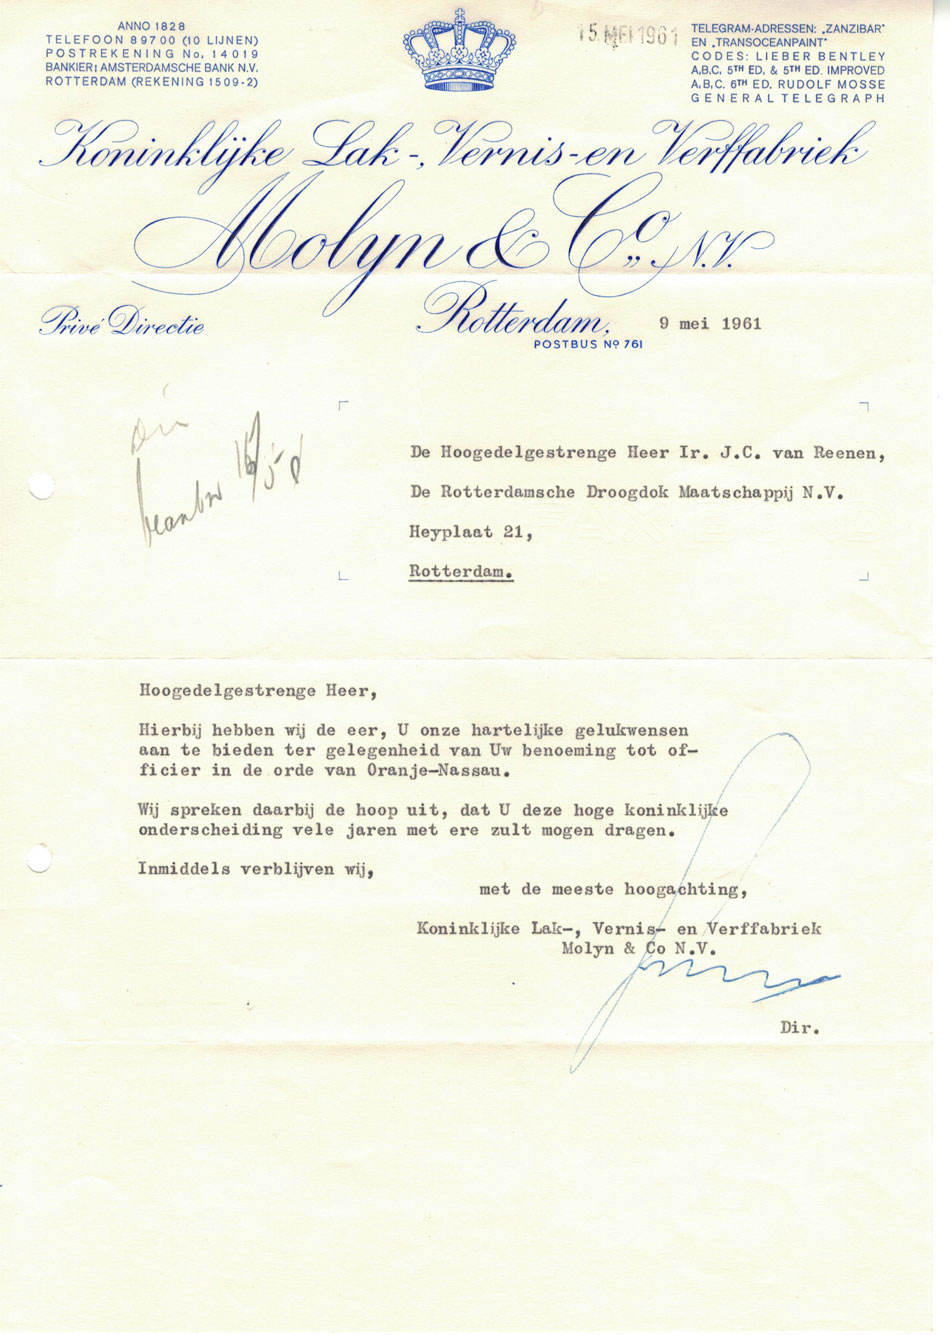 ANNO 1828
TELEFOON 89700 (10 LIJNEN)
POSTREKENING No, 14019
BANKIER: AMSTERDAMSCHE BANK N.V.
ROTTERDAM (REKENING 1509-2)
15 MEI 1961
TELEGRAM-ADRESSEN: „ZANZIBAR"
EN „TRANSOCEANPAINT"
CODES: LIEBER BENTLEY
A,B,C, 5TH ED. & 5TH ED. IMPROVED
A,B,C, 6TH ED. RUDOLF MOSSE
GENERAL TELEGRAPH
Koninklijke Lak-, Vernis- en Verffabriek
Molyn & Co„ N.V.
Privé Directie
Rotterdam, 9 mei 1961
POSTBUS No 761
De Hoogedelgestrenge Heer Ir. J.C. van Reenen,
De Rotterdamsche Droogdok Maatschappij N.V.
Heyplaat 21,
Rotterdam.
Hoogedelgestrenge Heer,
Hierbij hebben wij de eer, U onze hartelijke gelukwensen
aan te bieden ter gelegenheid van Uw benoeming tot of-
ficier in de orde van Oranje-Nassau.
Wij spreken daarbij de hoop uit, dat U deze hoge koninklijke
onderscheiding vele jaren met ere zult mogen dragen.
Inmiddels verblijven wij,
met de meeste hoogachting,
Koninklijke Lak-, Vernis- en Verffabriek
Molyn & Co N.V.
Dir.